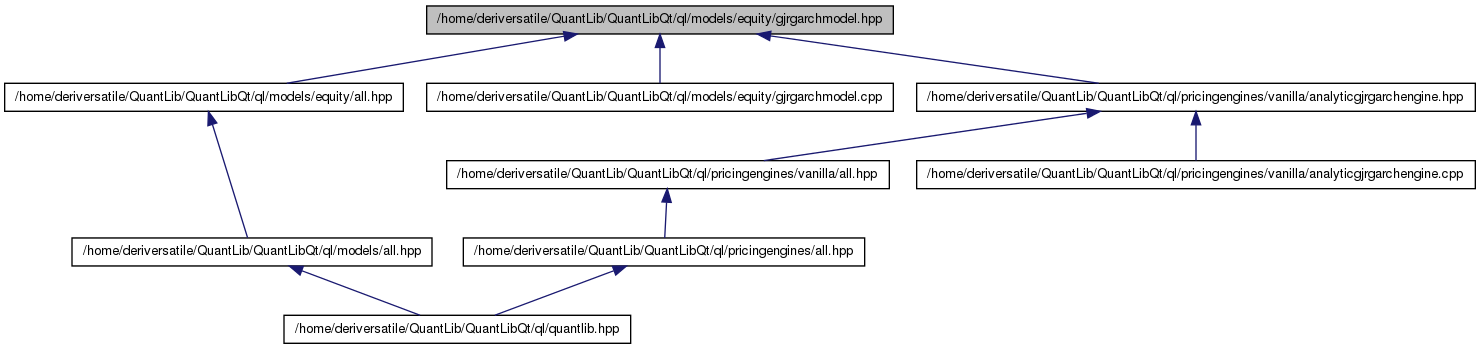 /home/deriversatile/QuantLib/QuantLibQt/ql/models/equity/gjrgarchmodel.hpp
/home/deriversatile/QuantLib/QuantLibQt/ql/models/equity/all.hpp
/home/deriversatile/QuantLib/QuantLibQt/ql/models/equity/gjrgarchmodel.cpp
/home/deriversatile/QuantLib/QuantLibQt/ql/pricingengines/vanilla/analyticgjrgarchengine.hpp
/home/deriversatile/QuantLib/QuantLibQt/ql/pricingengines/vanilla/all.hpp
/home/deriversatile/QuantLib/QuantLibQt/ql/pricingengines/vanilla/analyticgjrgarchengine.cpp
/home/deriversatile/QuantLib/QuantLibQt/ql/models/all.hpp
/home/deriversatile/QuantLib/QuantLibQt/ql/pricingengines/all.hpp
/home/deriversatile/QuantLib/QuantLibQt/ql/quantlib.hpp